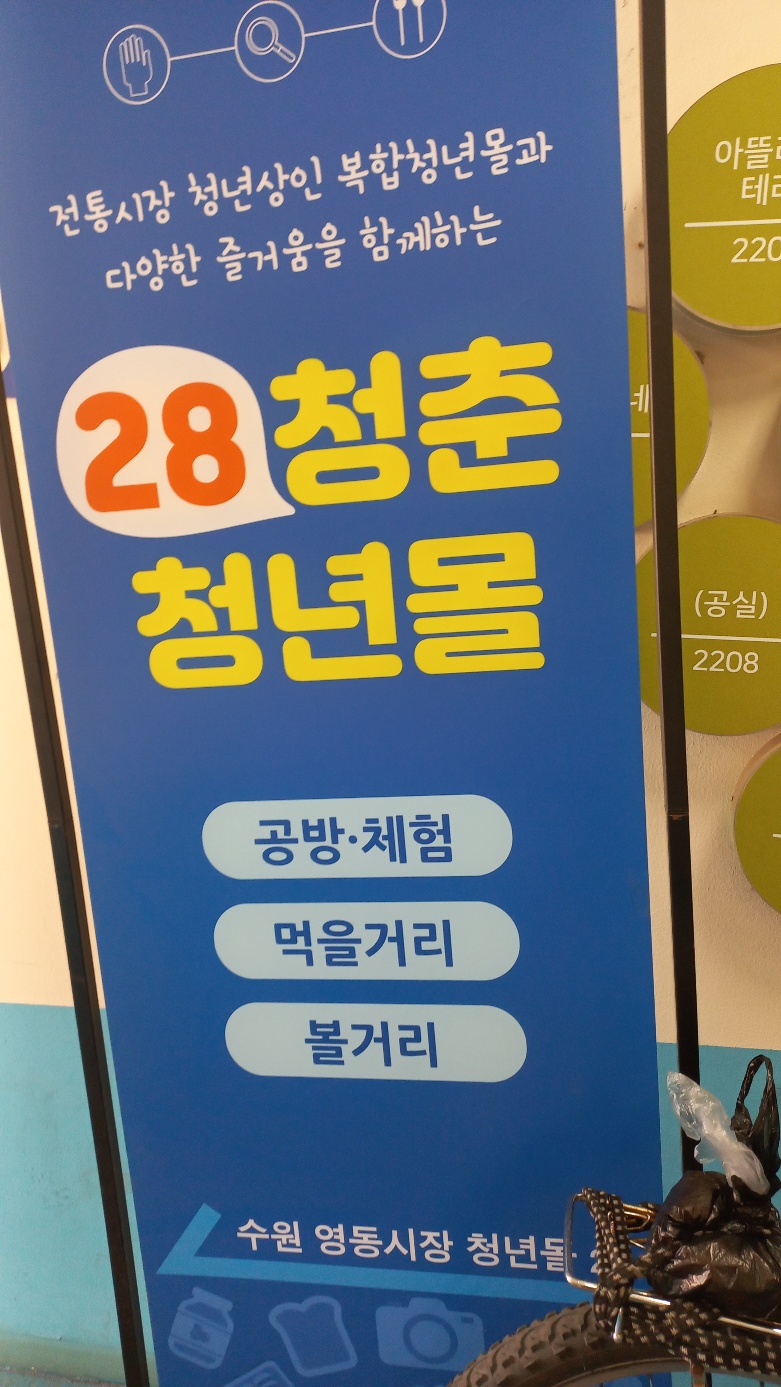 전통시장 청년상인 복합청년몰과
다양한 즐거움을 함께하는
28청춘
청년몰
공방·체험
먹을거리
볼거리
수원 영동시장 청년몰
(공실)
2208